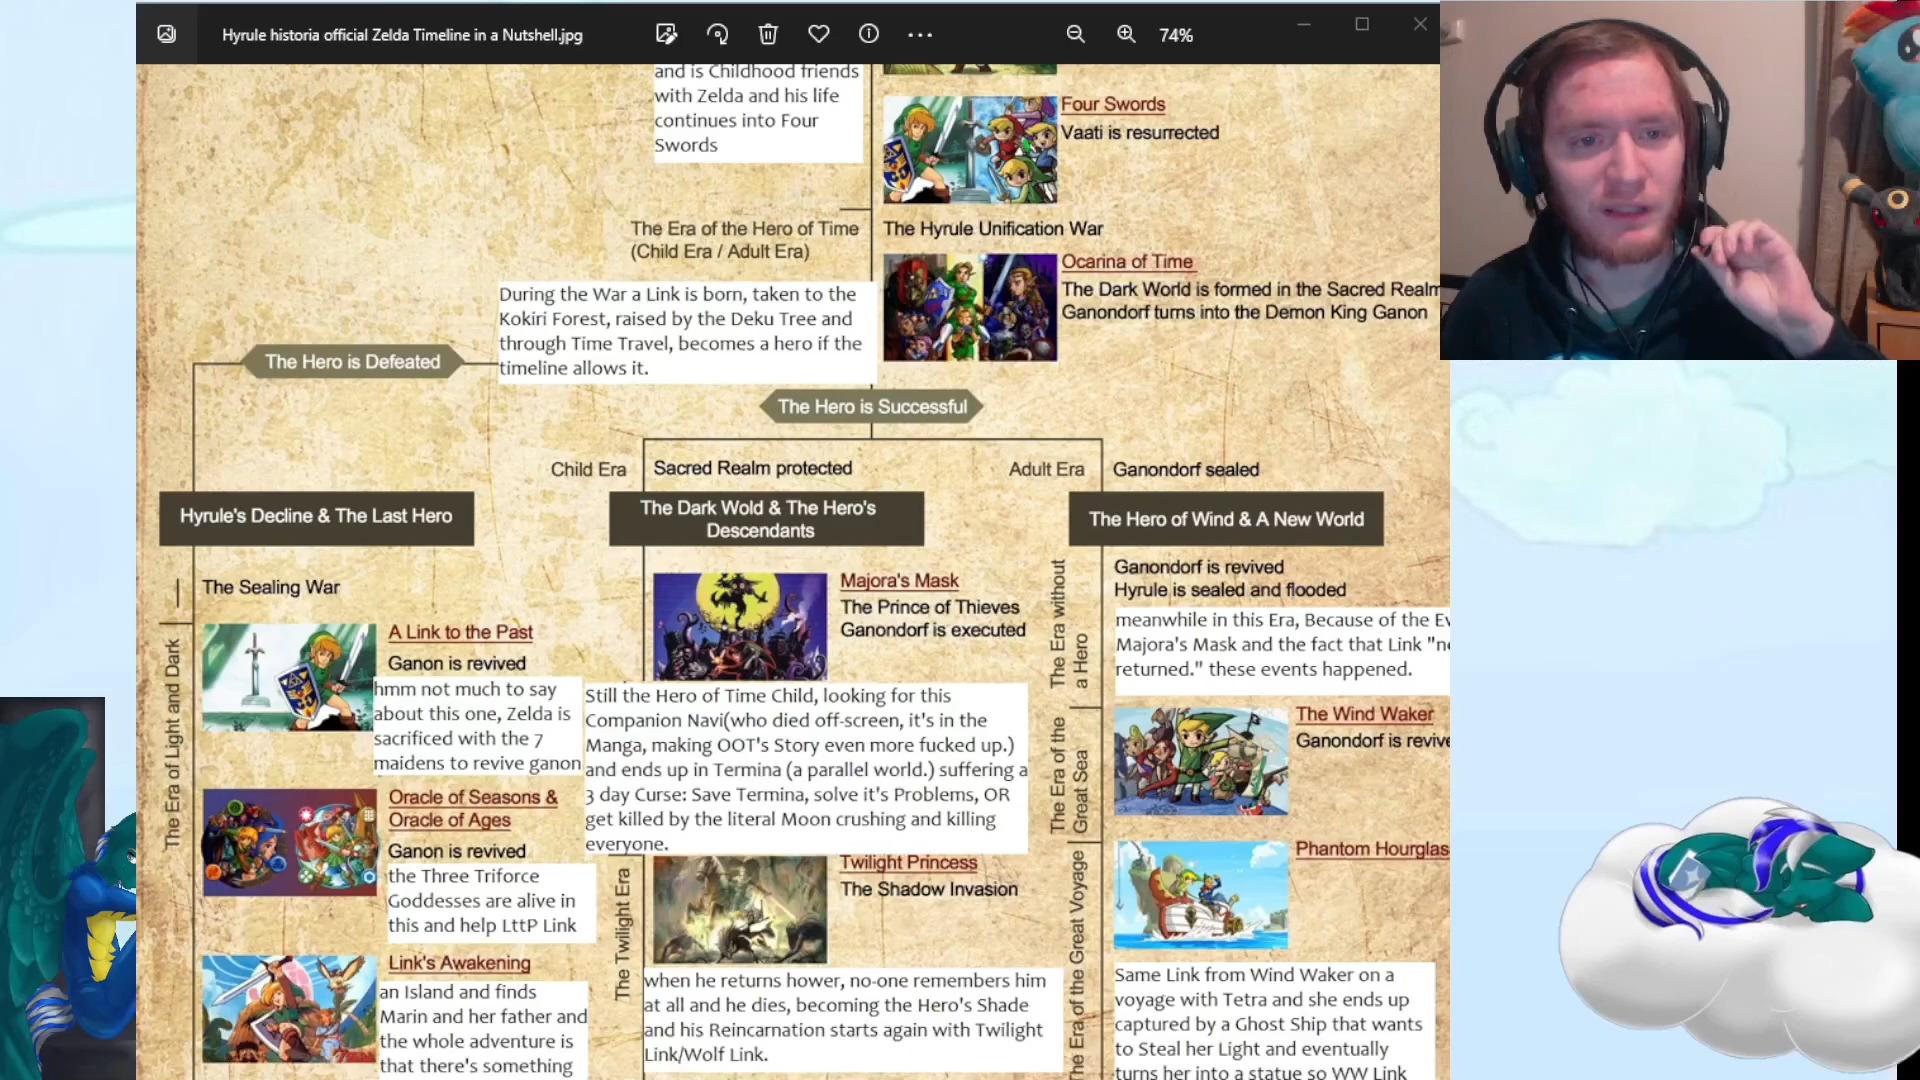 Hyrule historia official Zelda Timeline in a Nutshell.jpg
74%
and is Childhood friends
with Zelda and his life
continues into Four
Swords
Four Swords
Vaati is resurrected
The Era of the Hero of Time
(Child Era / Adult Era)
The Hyrule Unification War
Ocarina of Time
The Dark World is formed in the Sacred Realm
Ganondorf turns into the Demon King Ganon
During the War a Link is born, taken to the
Kokiri Forest, raised by the Deku Tree and
through Time Travel, becomes a hero if the
timeline allows it.
The Hero is Defeated
The Hero is Successful
Child Era
Sacred Realm protected
Adult Era
Ganondorf sealed
Hyrule's Decline & The Last Hero
The Sealing War
The Era of Light and Dark
A Link to the Past
Ganon is revived
hmm not much to say
about this one, Zelda is
sacrificed with the 7
maidens to revive ganon
Oracle of Seasons &
Oracle of Ages
Ganon is revived
the Three Triforce
Goddesses are alive in
this and help LttP Link
Link's Awakening
an Island and finds
Marin and her father and
the whole adventure is
that there's something
The Dark Wold & The Hero's
Descendants
Majora's Mask
The Prince of Thieves
Ganondorf is executed
Still the Hero of Time Child, looking for this
Companion Navi(who died off-screen, it's in the
Manga, making OOT's Story even more fucked up.)
and ends up in Termina (a parallel world.) suffering a
3 day Curse: Save Termina, solve it's Problems, OR
get killed by the literal Moon crushing and killing
everyone.
The Twilight Era
Twilight Princess
The Shadow Invasion
when he returns hower, no-one remembers him
at all and he dies, becoming the Hero's Shade
and his Reincarnation starts again with Twilight
Link/Wolf Link.
The Hero of Wind & A New World
The Era without
a Hero
Ganondorf is revived
Hyrule is sealed and flooded
meanwhile in this Era, Because of the Ev
Majora's Mask and the fact that Link "n
returned." these events happened.
The Era of the
Great Sea
The Wind Waker
Ganondorf is revive
The Era of the Great Voyage
Phantom Hourglas
Same Link from Wind Waker on a
voyage with Tetra and she ends up
captured by a Ghost Ship that wants
to Steal her Light and eventually
turns her into a statue so WW Link